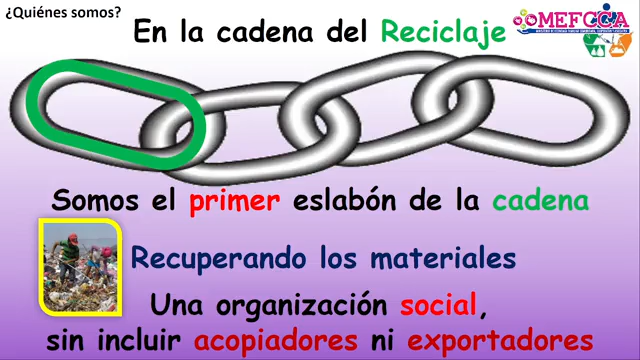 ¿Quiénes somos?
En la cadena del Reciclaje
MEFCCA
Somos el primer eslabón de la cadena
Recuperando los materiales
Una organización social,
sin incluir acopiadores ni exportadores